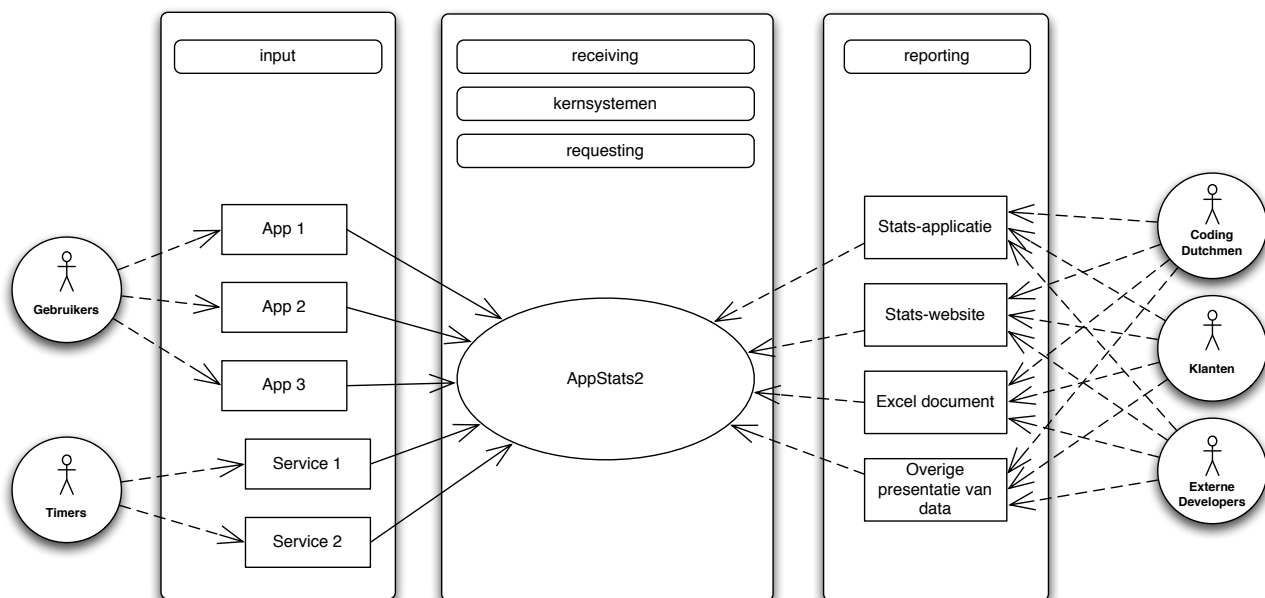 input
receiving
reporting
kernsystemen
requesting
App 1
App 2
App 3
Service 1
Service 2
Gebruikers
Timers
AppStats2
Stats-applicatie
Stats-website
Excel document
Overige
presentatie van
data
Coding
Dutchmen
Klanten
Externe
Developers